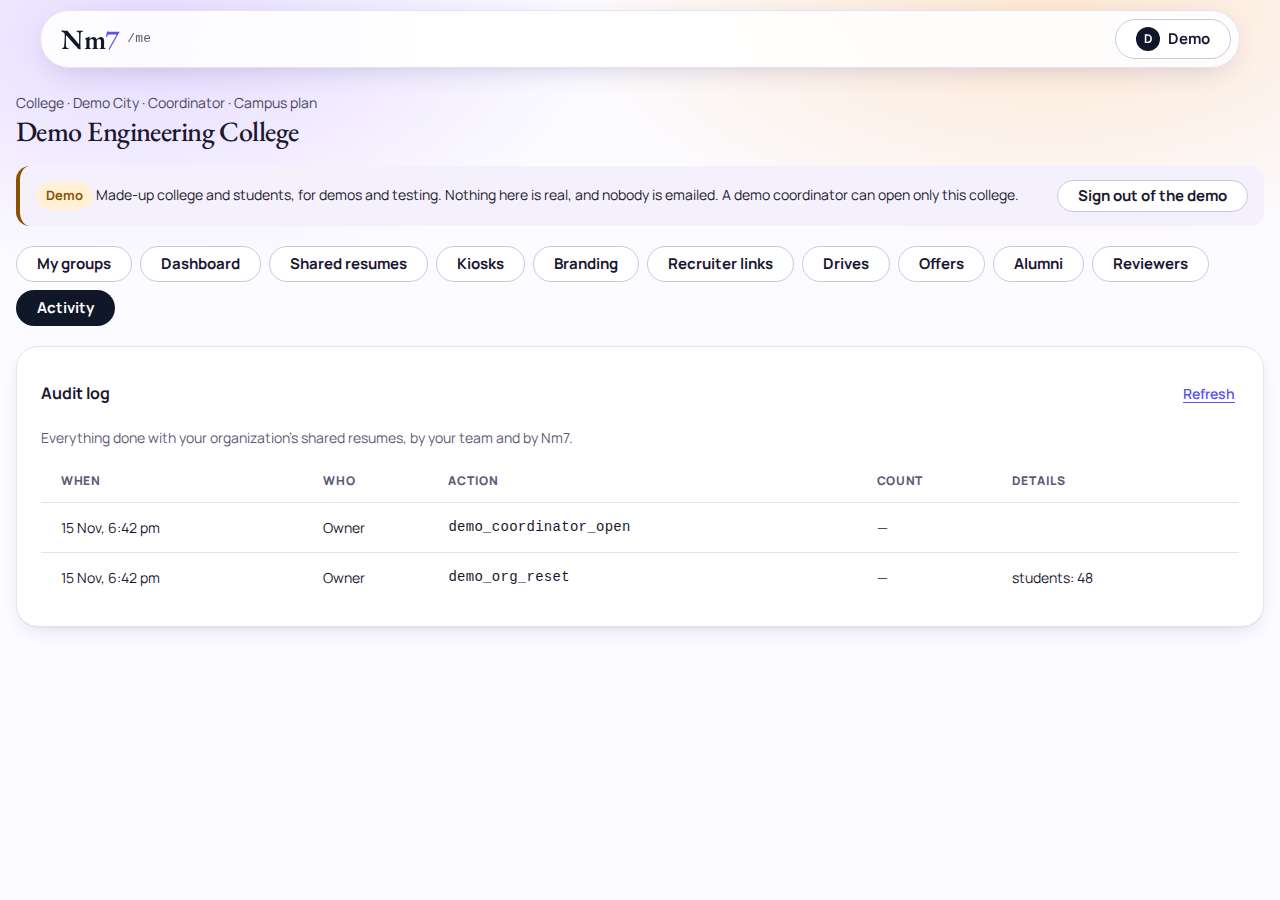 Nm7 /me
D Demo
College · Demo City · Coordinator · Campus plan
Demo Engineering College
Demo Made-up college and students, for demos and testing. Nothing here is real, and nobody is emailed. A demo coordinator can open only this college. Sign out of the demo
My groups Dashboard Shared resumes Kiosks Branding Recruiter links Drives Offers Alumni Reviewers
Activity
Audit log Refresh
Everything done with your organization's shared resumes, by your team and by Nm7.
WHEN WHO ACTION COUNT DETAILS
15 Nov, 6:42 pm Owner demo_coordinator_open —
15 Nov, 6:42 pm Owner demo_org_reset — students: 48